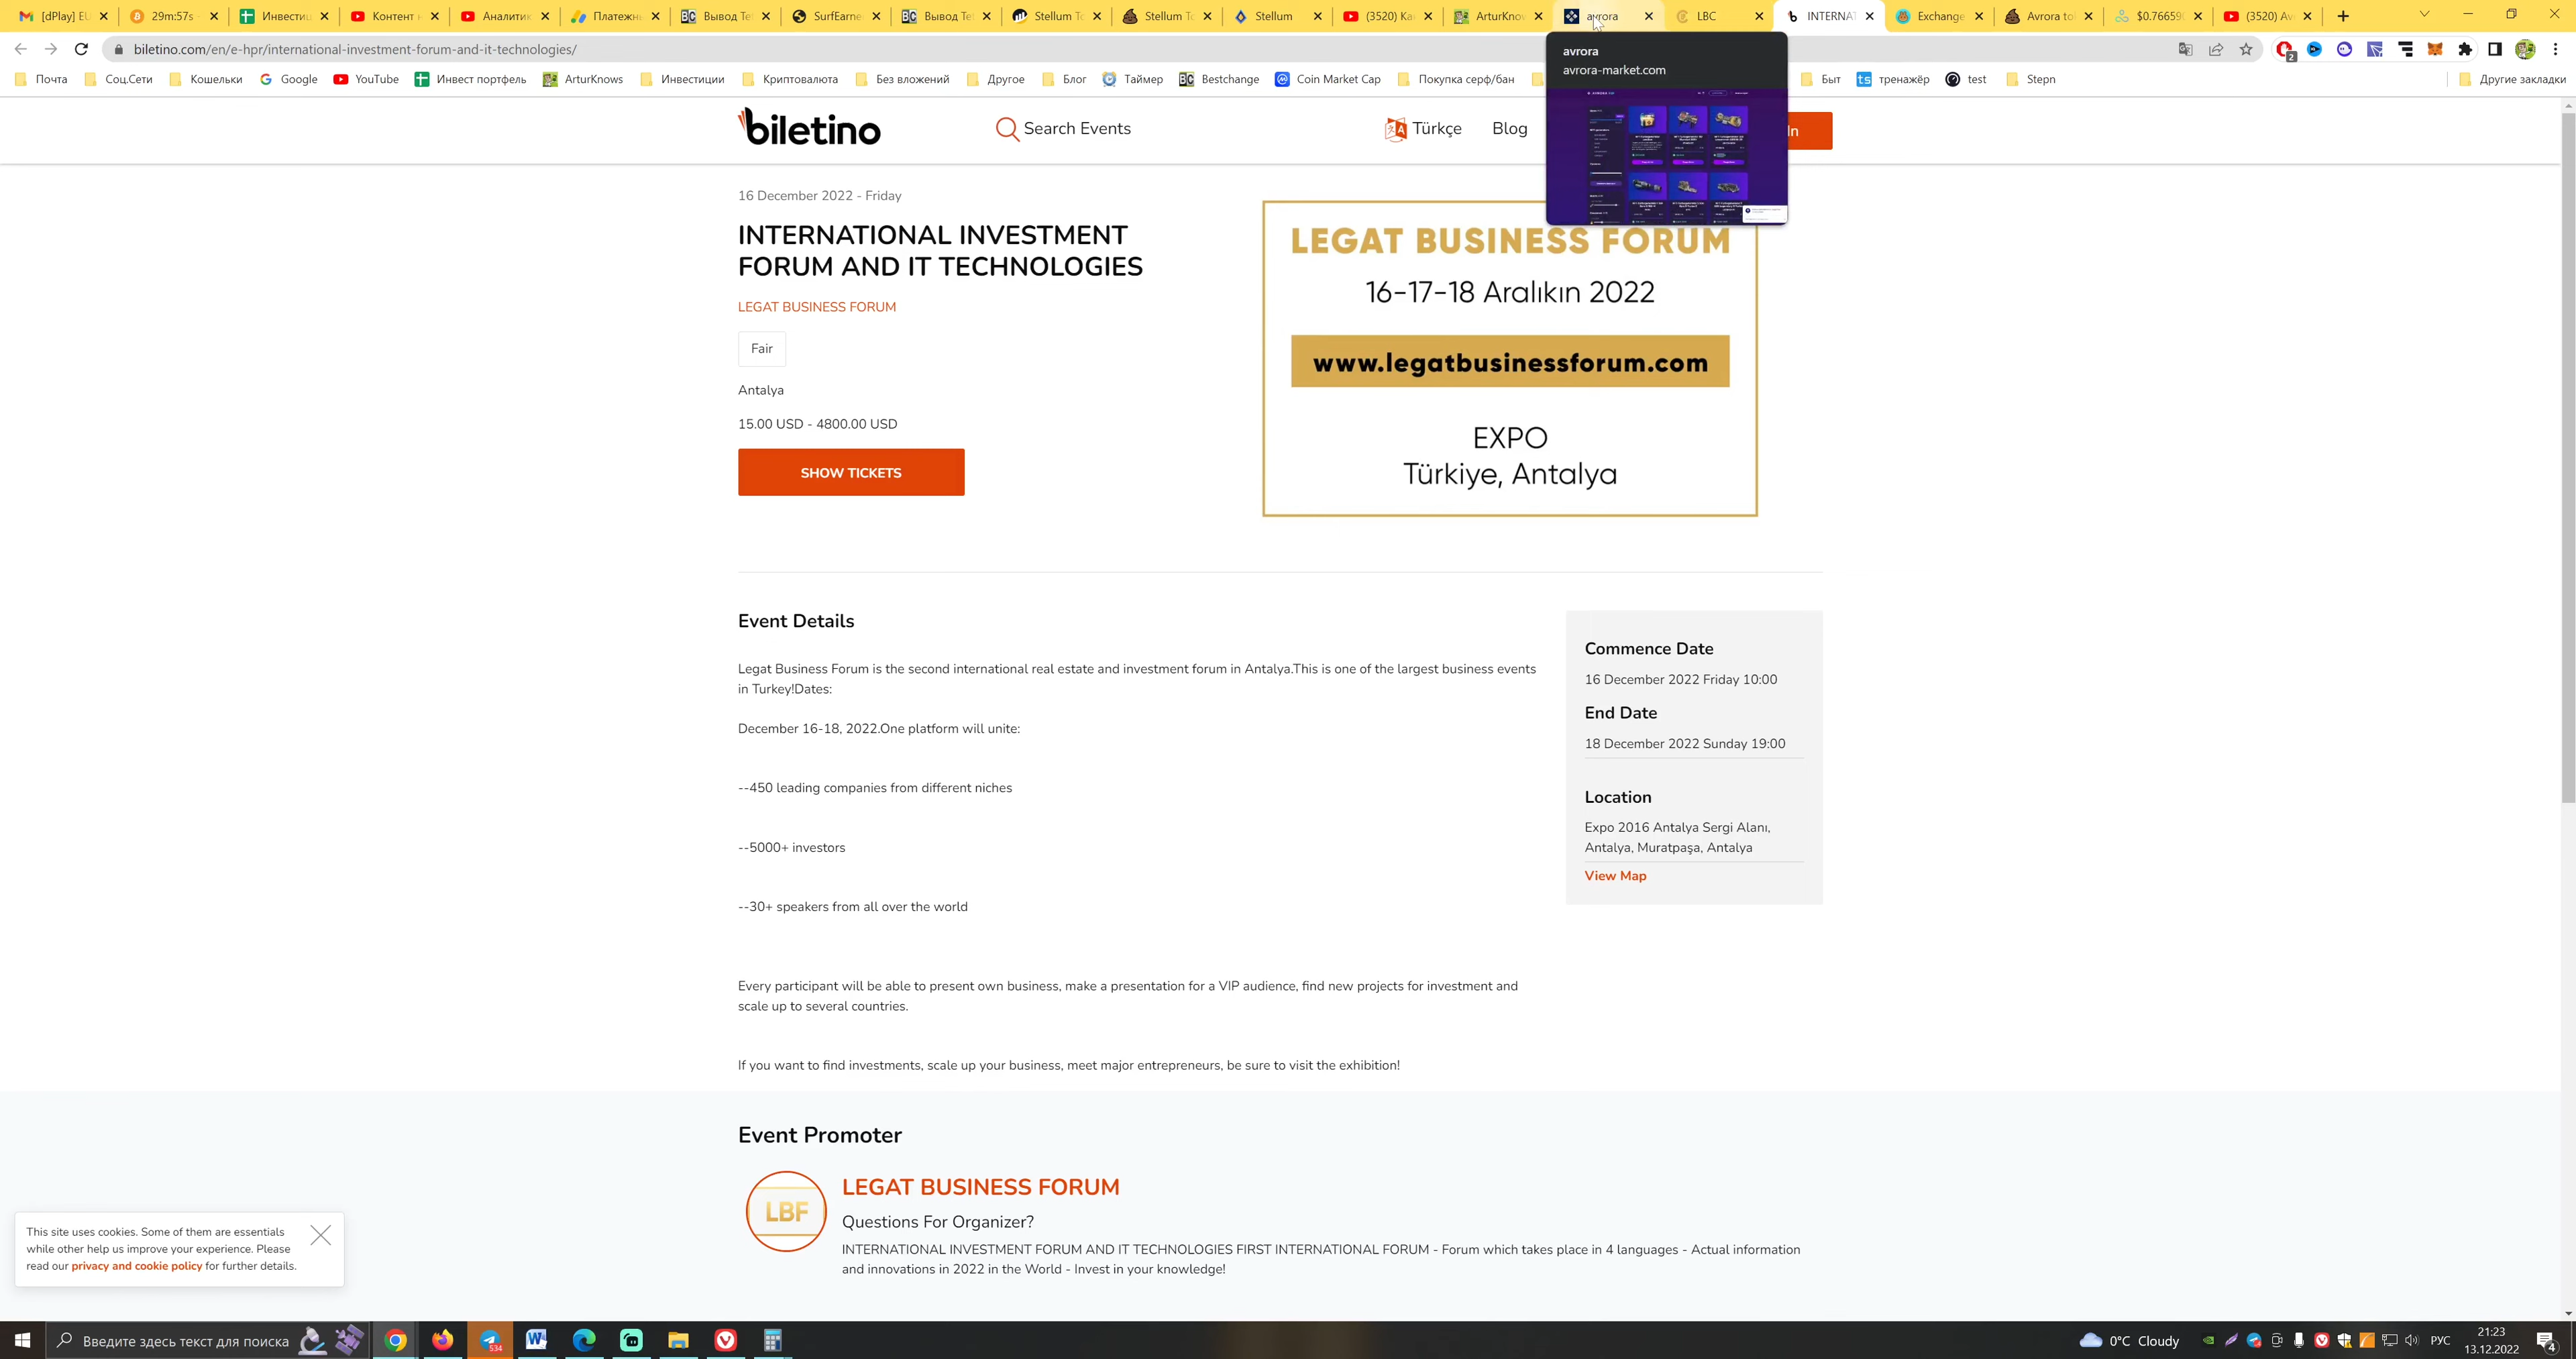 [dPlay] EU
29m:57s
Инвестиц
Контент н
Аналитик
Платежн
Вывод Tet
SurfEarne
Вывод Tet
Stellum To
Stellum To
Stellum
(3520) Ка
ArturKnow
avrora
LBC
INTERNAT
Exchange
Avrora to
$0.76659
(3520) Av
biletino.com/en/e-hpr/international-investment-forum-and-it-technologies/
2
Почта
Соц.Сети
Кошельки
Google
YouTube
Инвест портфель
ArturKnows
Инвестиции
Криптовалюта
Без вложений
Другое
Блог
Таймер
BC Bestchange
Coin Market Cap
Покупка серф/бан
Быт
ts тренажёр
test
Stepn
Другие закладки
avrora
avrora-market.com
biletino
Search Events
Türkçe
Blog
In
16 December 2022 - Friday
INTERNATIONAL INVESTMENT
FORUM AND IT TECHNOLOGIES
LEGAT BUSINESS FORUM
Fair
Antalya
15.00 USD - 4800.00 USD
SHOW TICKETS
LEGAT BUSINESS FORUM
16-17-18 Aralıkın 2022
www.legatbusinessforum.com
EXPO
Türkiye, Antalya
Event Details
Legat Business Forum is the second international real estate and investment forum in Antalya.This is one of the largest business events
in Turkey!Dates:
December 16-18, 2022.One platform will unite:
--450 leading companies from different niches
--5000+ investors
--30+ speakers from all over the world
Every participant will be able to present own business, make a presentation for a VIP audience, find new projects for investment and
scale up to several countries.
If you want to find investments, scale up your business, meet major entrepreneurs, be sure to visit the exhibition!
Commence Date
16 December 2022 Friday 10:00
End Date
18 December 2022 Sunday 19:00
Location
Expo 2016 Antalya Sergi Alanı,
Antalya, Muratpaşa, Antalya
View Map
Event Promoter
LBF
LEGAT BUSINESS FORUM
Questions For Organizer?
INTERNATIONAL INVESTMENT FORUM AND IT TECHNOLOGIES FIRST INTERNATIONAL FORUM - Forum which takes place in 4 languages - Actual information
and innovations in 2022 in the World - Invest in your knowledge!
This site uses cookies. Some of them are essentials
while other help us improve your experience. Please
read our privacy and cookie policy for further details.
Введите здесь текст для поиска
534
0°C Cloudy
РУС
21:23
13.12.2022
4